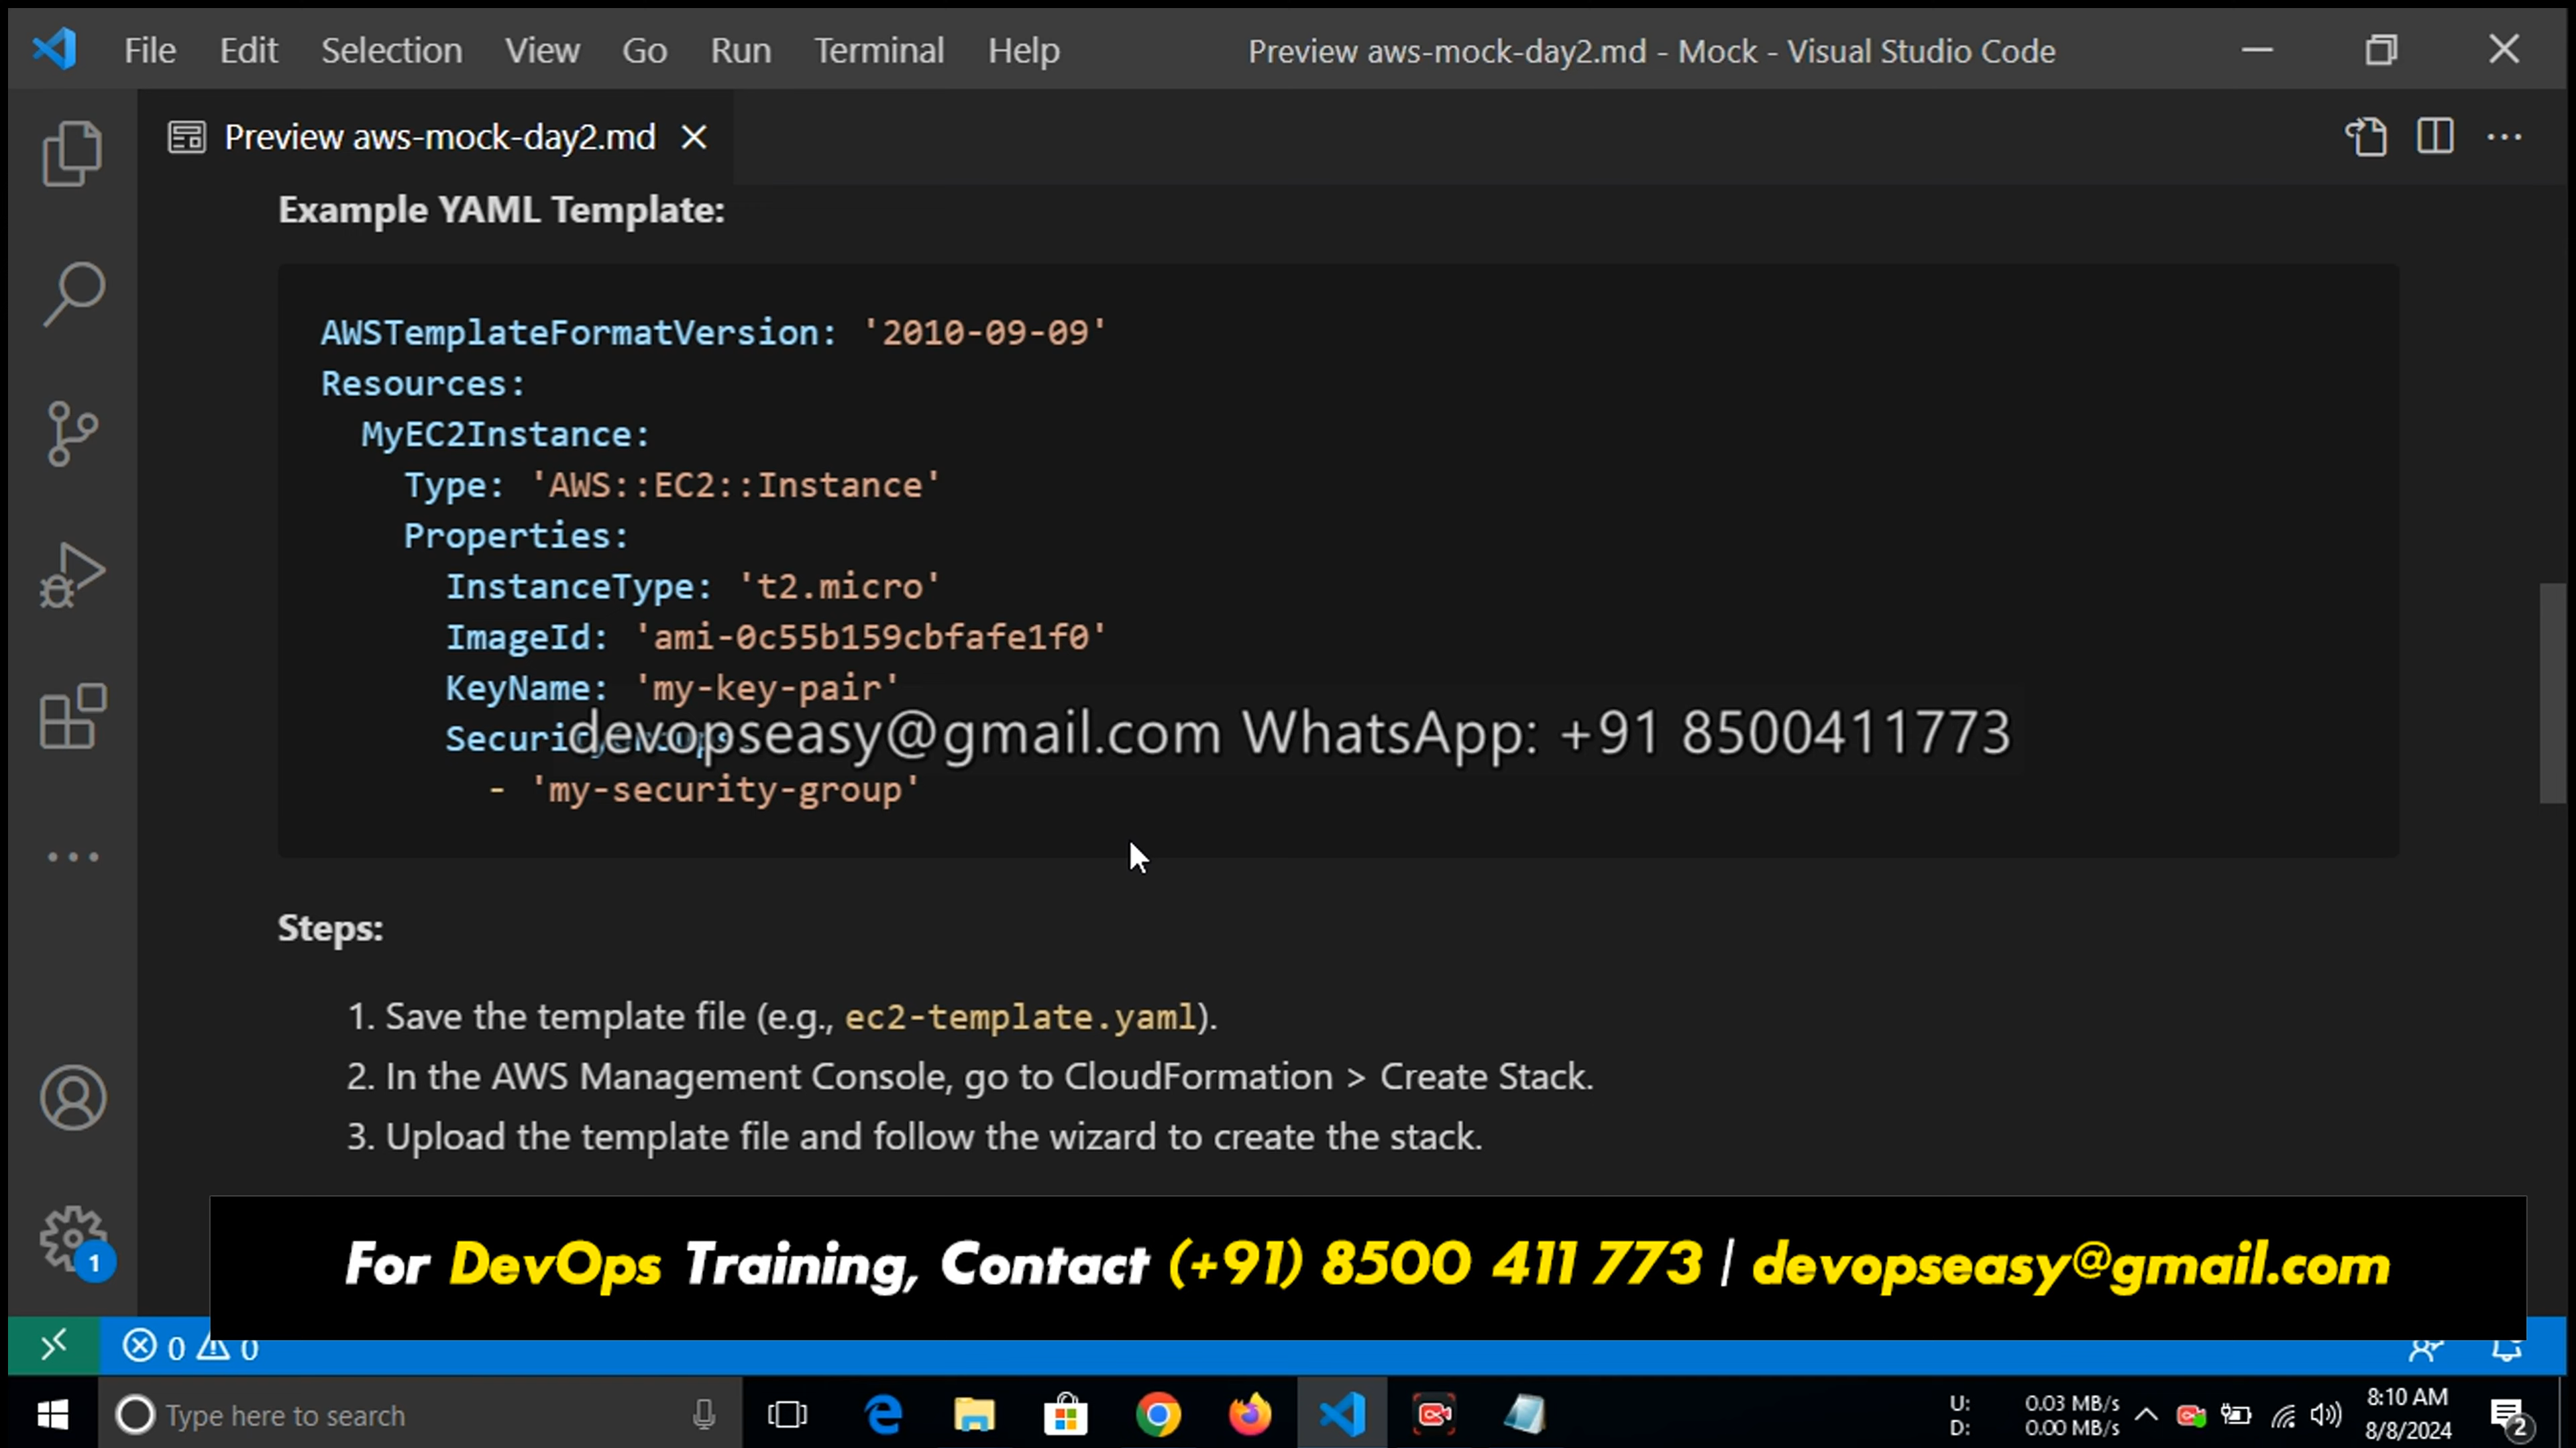 File Edit Selection View Go Run Terminal Help Preview aws-mock-day2.md - Mock - Visual Studio Code
Preview aws-mock-day2.md
Example YAML Template:
AWSTemplateFormatVersion: '2010-09-09'
Resources:
MyEC2Instance:
Type: 'AWS::EC2::Instance'
Properties:
InstanceType: 't2.micro'
ImageId: 'ami-0c55b159cbfafe1f0'
KeyName: 'my-key-pair'
devopseasy@gmail.com WhatsApp: +91 8500411773
- 'my-security-group'
Steps:
1. Save the template file (e.g., ec2-template.yaml).
2. In the AWS Management Console, go to CloudFormation > Create Stack.
3. Upload the template file and follow the wizard to create the stack.
1
For DevOps Training, Contact (+91) 8500 411 773 | devopseasy@gmail.com
0 0
Type here to search
U: 0.03 MB/s
D: 0.00 MB/s
8:10 AM
8/8/2024
2